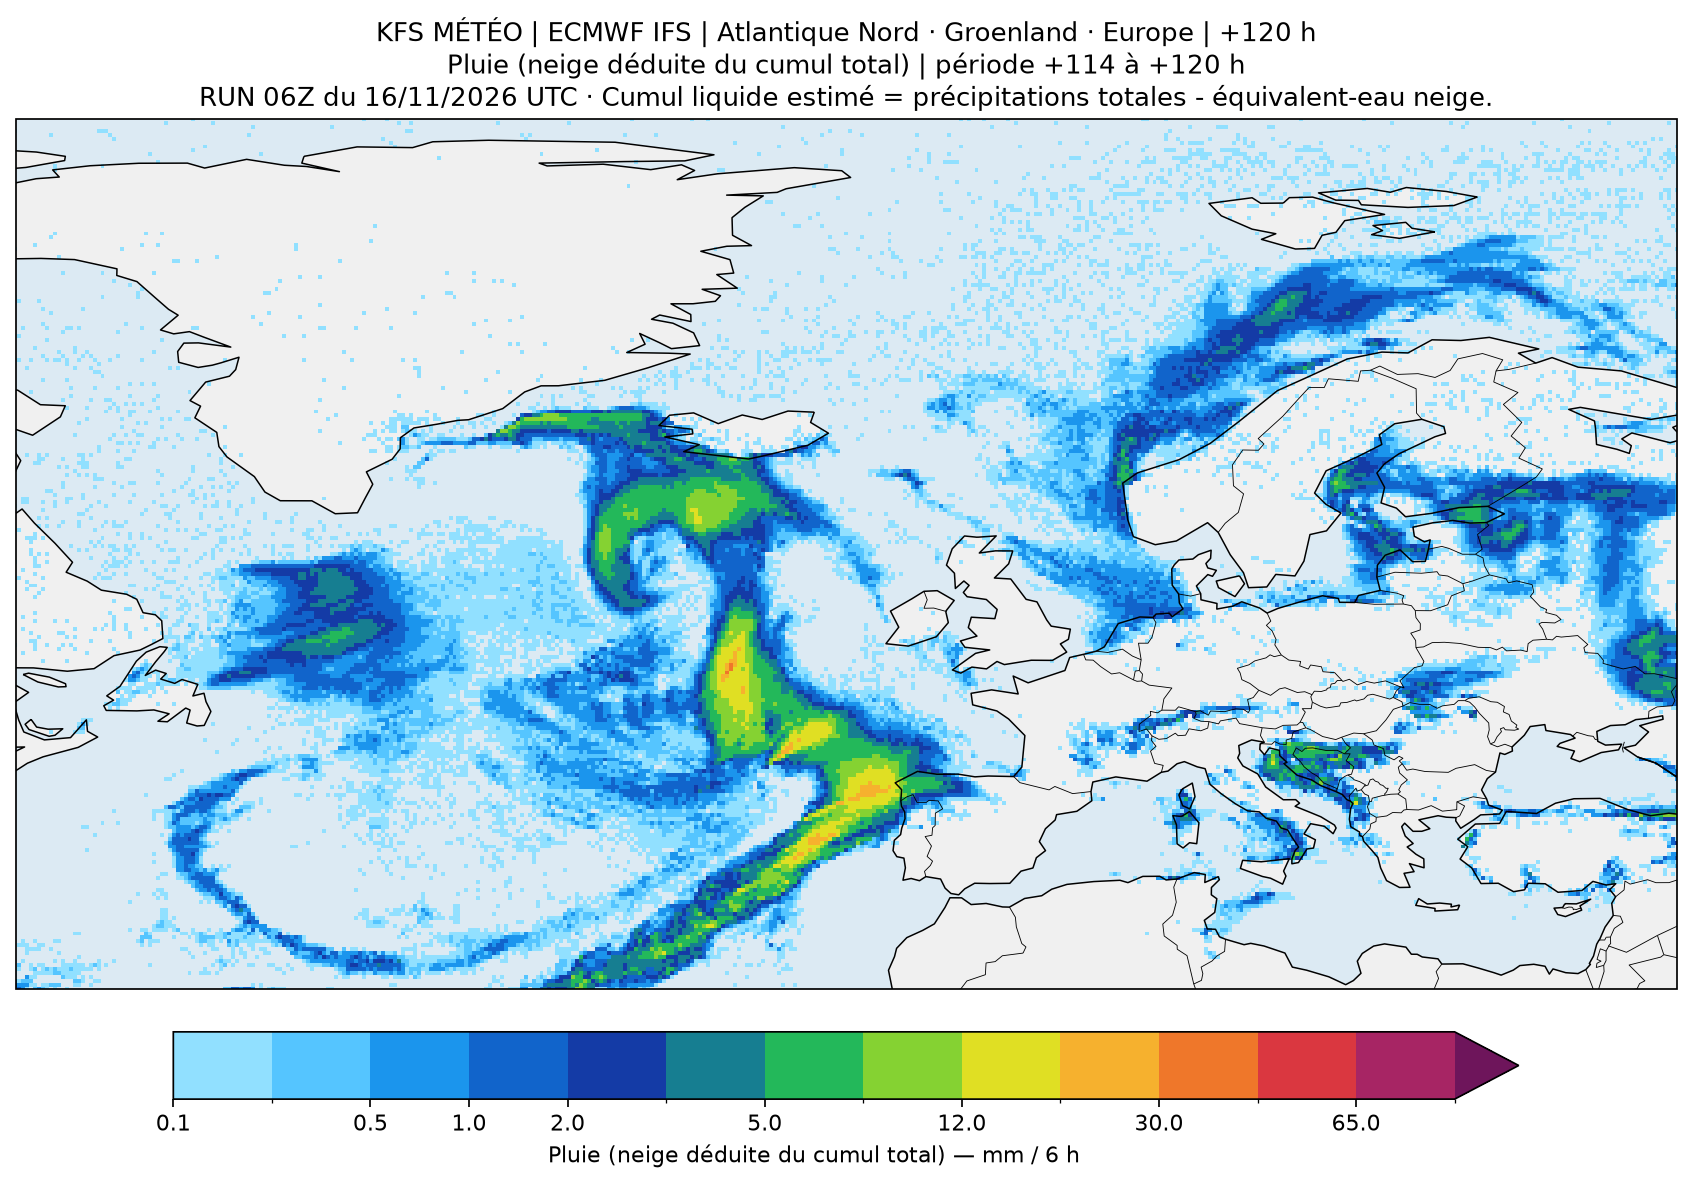 KFS MÉTÉO | ECMWF IFS | Atlantique Nord · Groenland · Europe | +120 h
Pluie (neige déduite du cumul total) | période +114 à +120 h
RUN 06Z du 16/11/2026 UTC · Cumul liquide estimé = précipitations totales - équivalent-eau neige.
0.1 0.5 1.0 2.0 5.0 12.0 30.0 65.0
Pluie (neige déduite du cumul total) — mm / 6 h